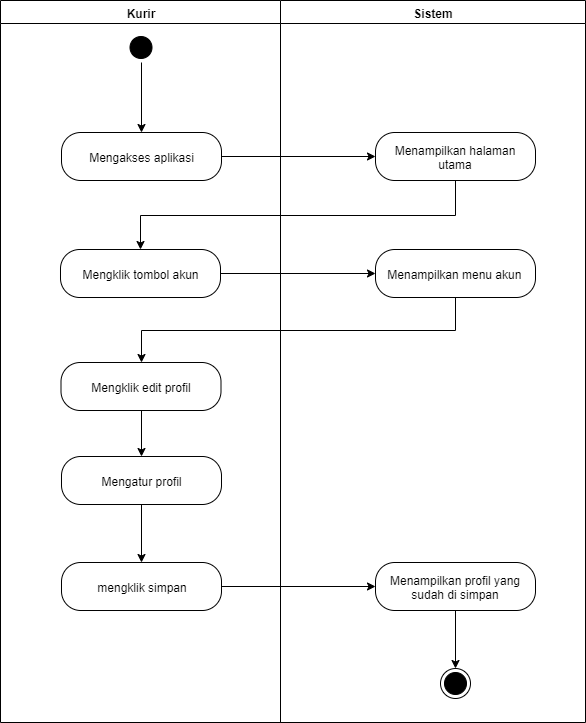 Kurir
Sistem
Mengakses aplikasi
Menampilkan halaman
utama
Mengklik tombol akun
Menampilkan menu akun
Mengklik edit profil
Mengatur profil
mengklik simpan
Menampilkan profil yang
sudah di simpan